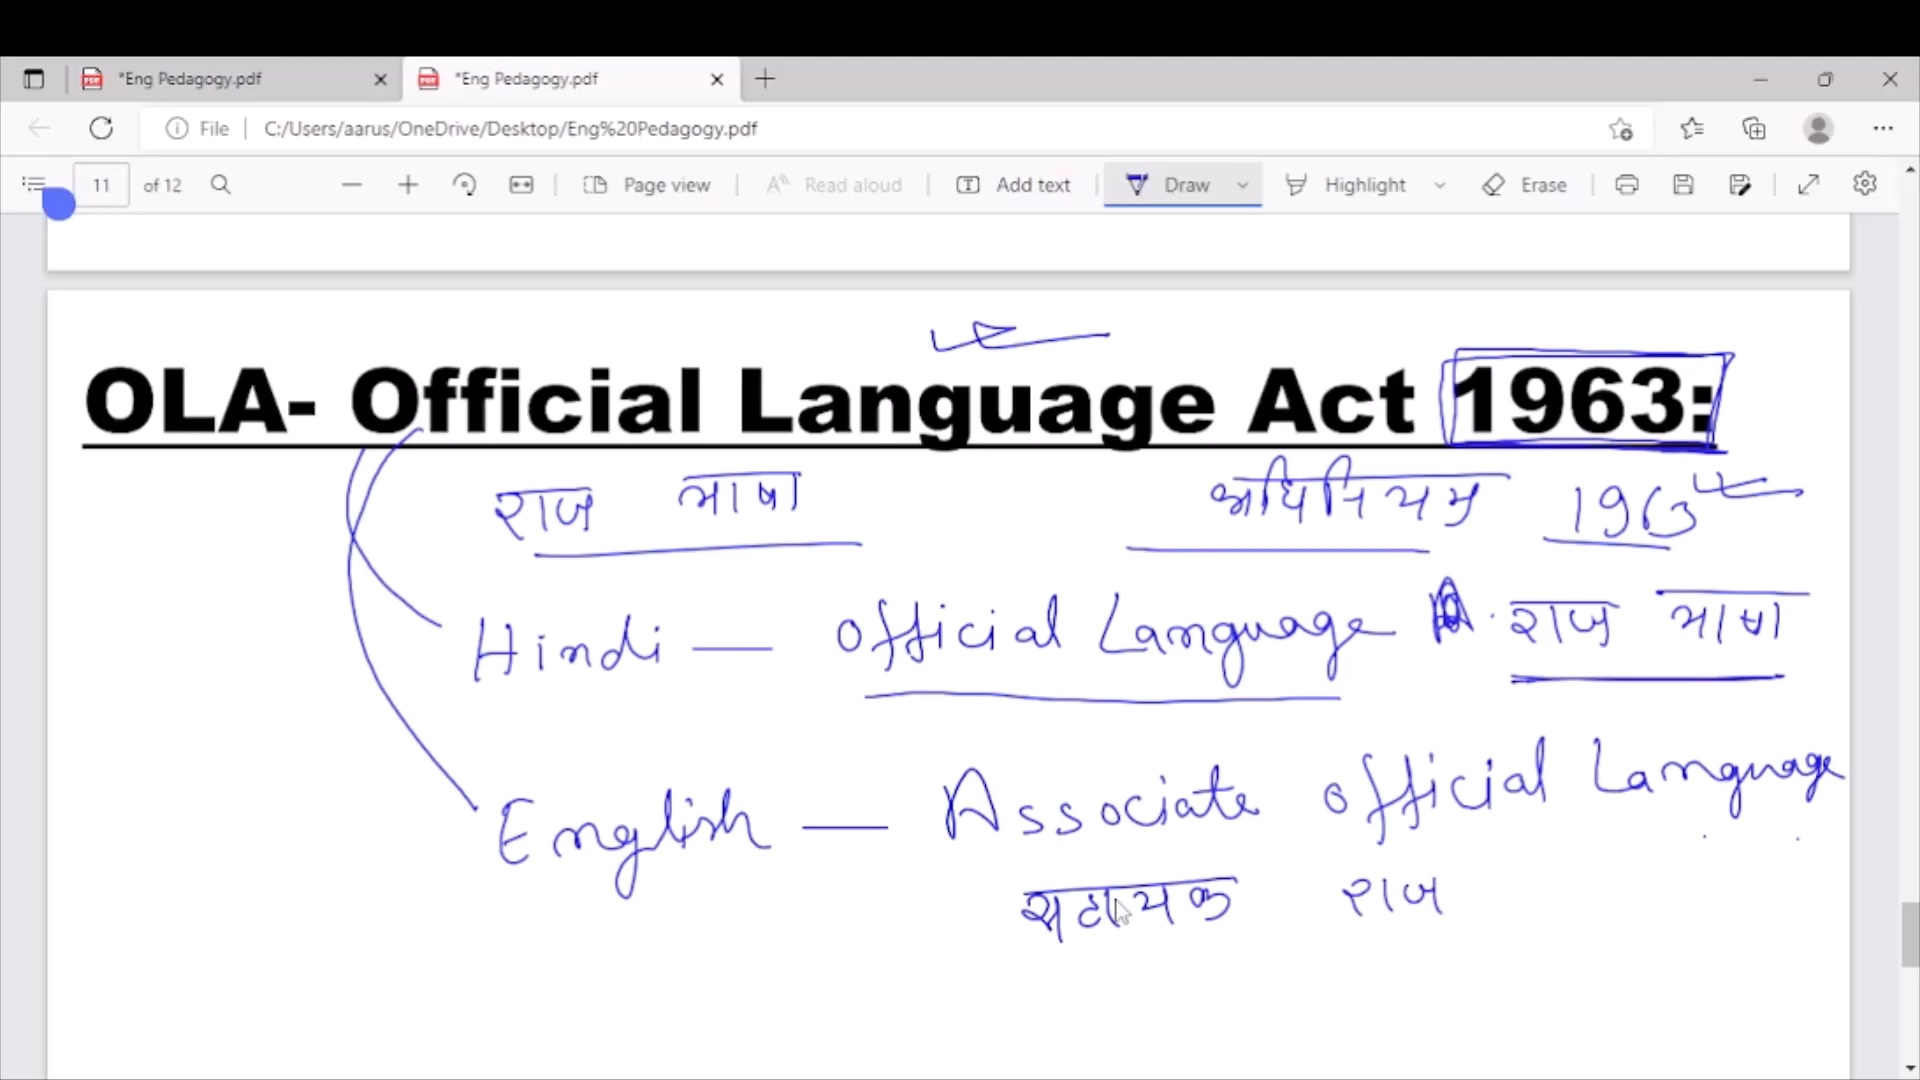 *Eng Pedagogy.pdf *Eng Pedagogy.pdf
File C:/Users/aarus/OneDrive/Desktop/Eng%20Pedagogy.pdf
11 of 12 Page view Read aloud Add text Draw Highlight Erase
OLA- Official Language Act 1963:
राज भाषा अधिनियम 1963
Hindi — Official Language राज भाषा
English — Associate Official Language
सहायक राज